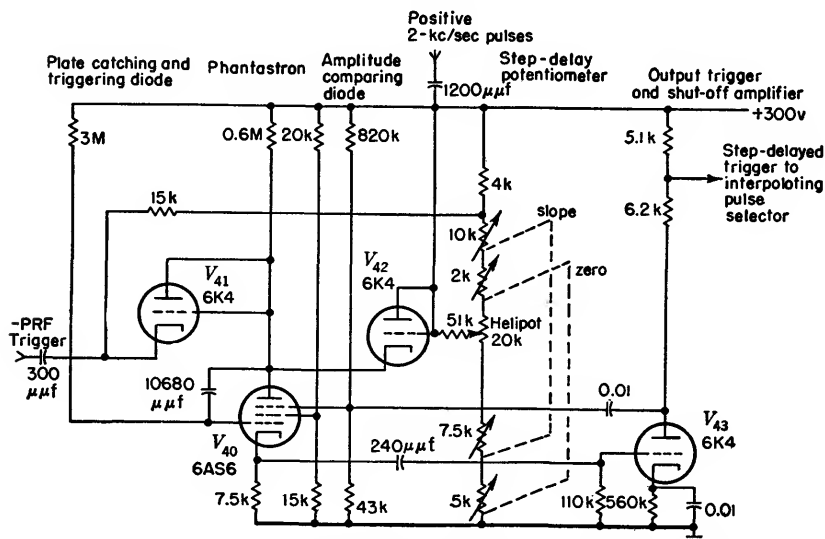 Positive
2-kc/sec pulses
Plate catching and
triggering diode
Phantastron
Amplitude
comparing
diode
Step-delay
potentiometer
Output trigger
ond shut-off amplifier
1200μμf
+300v
3M
0.6M
20k
820k
5.1k
Step-delayed
trigger to
interpoloting
pulse
selector
4k
15k
6.2k
slope
10k
V41
6K4
V42
6K4
2k
zero
-PRF
Trigger
51k
Helipot
20k
300
μμf
10680
μμf
0.01
V40
6AS6
240μμf
7.5k
V43
6K4
7.5k
15k
43k
.5k
110k
560k
0.01